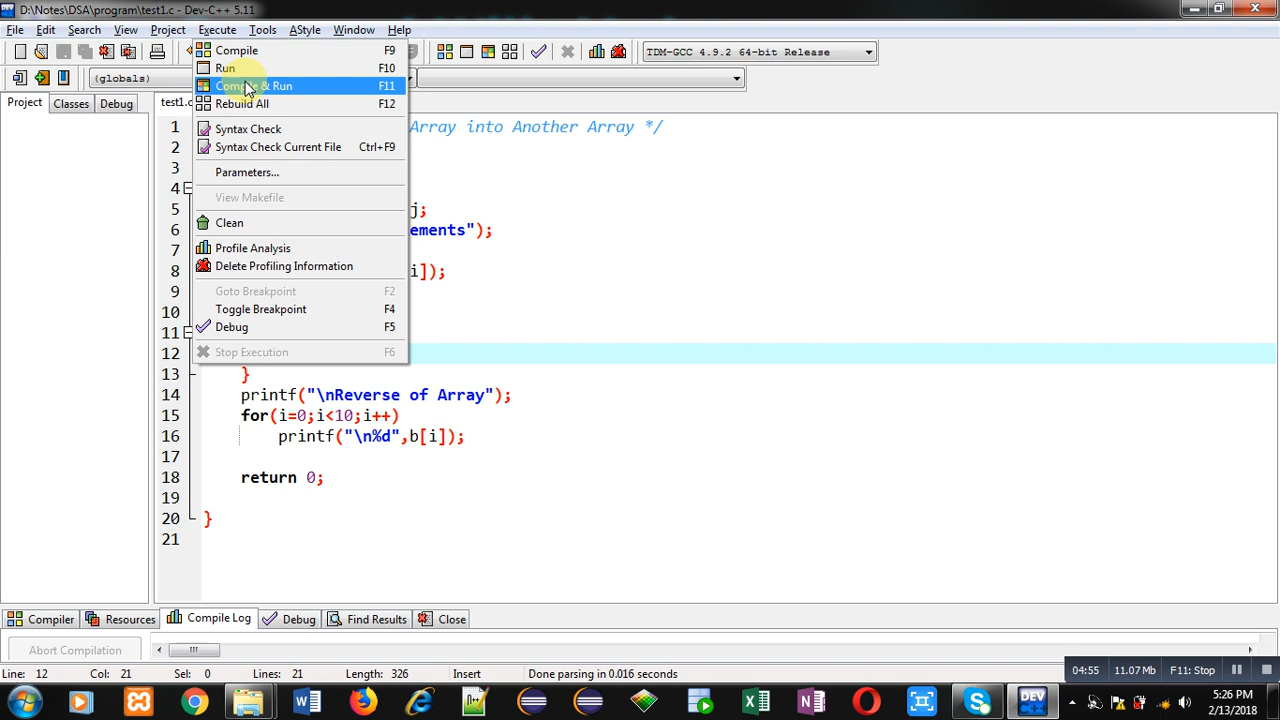 D:\Notes\DSA\program\test1.c - Dev-C++ 5.11
File Edit Search View Project Execute Tools AStyle Window Help
TDM-GCC 4.9.2 64-bit Release
(globals)
Project Classes Debug
test1.c
Compile F9
Run F10
Compile & Run F11
Rebuild All F12
Syntax Check
Syntax Check Current File Ctrl+F9
Parameters...
View Makefile
Clean
Profile Analysis
Delete Profiling Information
Goto Breakpoint F2
Toggle Breakpoint F4
Debug F5
Stop Execution F6
1 Array into Another Array */
2
3
4
5 j;
6 ements");
7
8 i]);
9
10
11
12
13 }
14 printf("\nReverse of Array");
15 for(i=0;i<10;i++)
16 printf("\n%d",b[i]);
17
18 return 0;
19
20 }
21
Compiler Resources Compile Log Debug Find Results Close
Abort Compilation
Line: 12 Col: 21 Sel: 0 Lines: 21 Length: 326 Insert Done parsing in 0.016 seconds
04:55 11.07 Mb F11: Stop
DEV
5:26 PM
2/13/2018